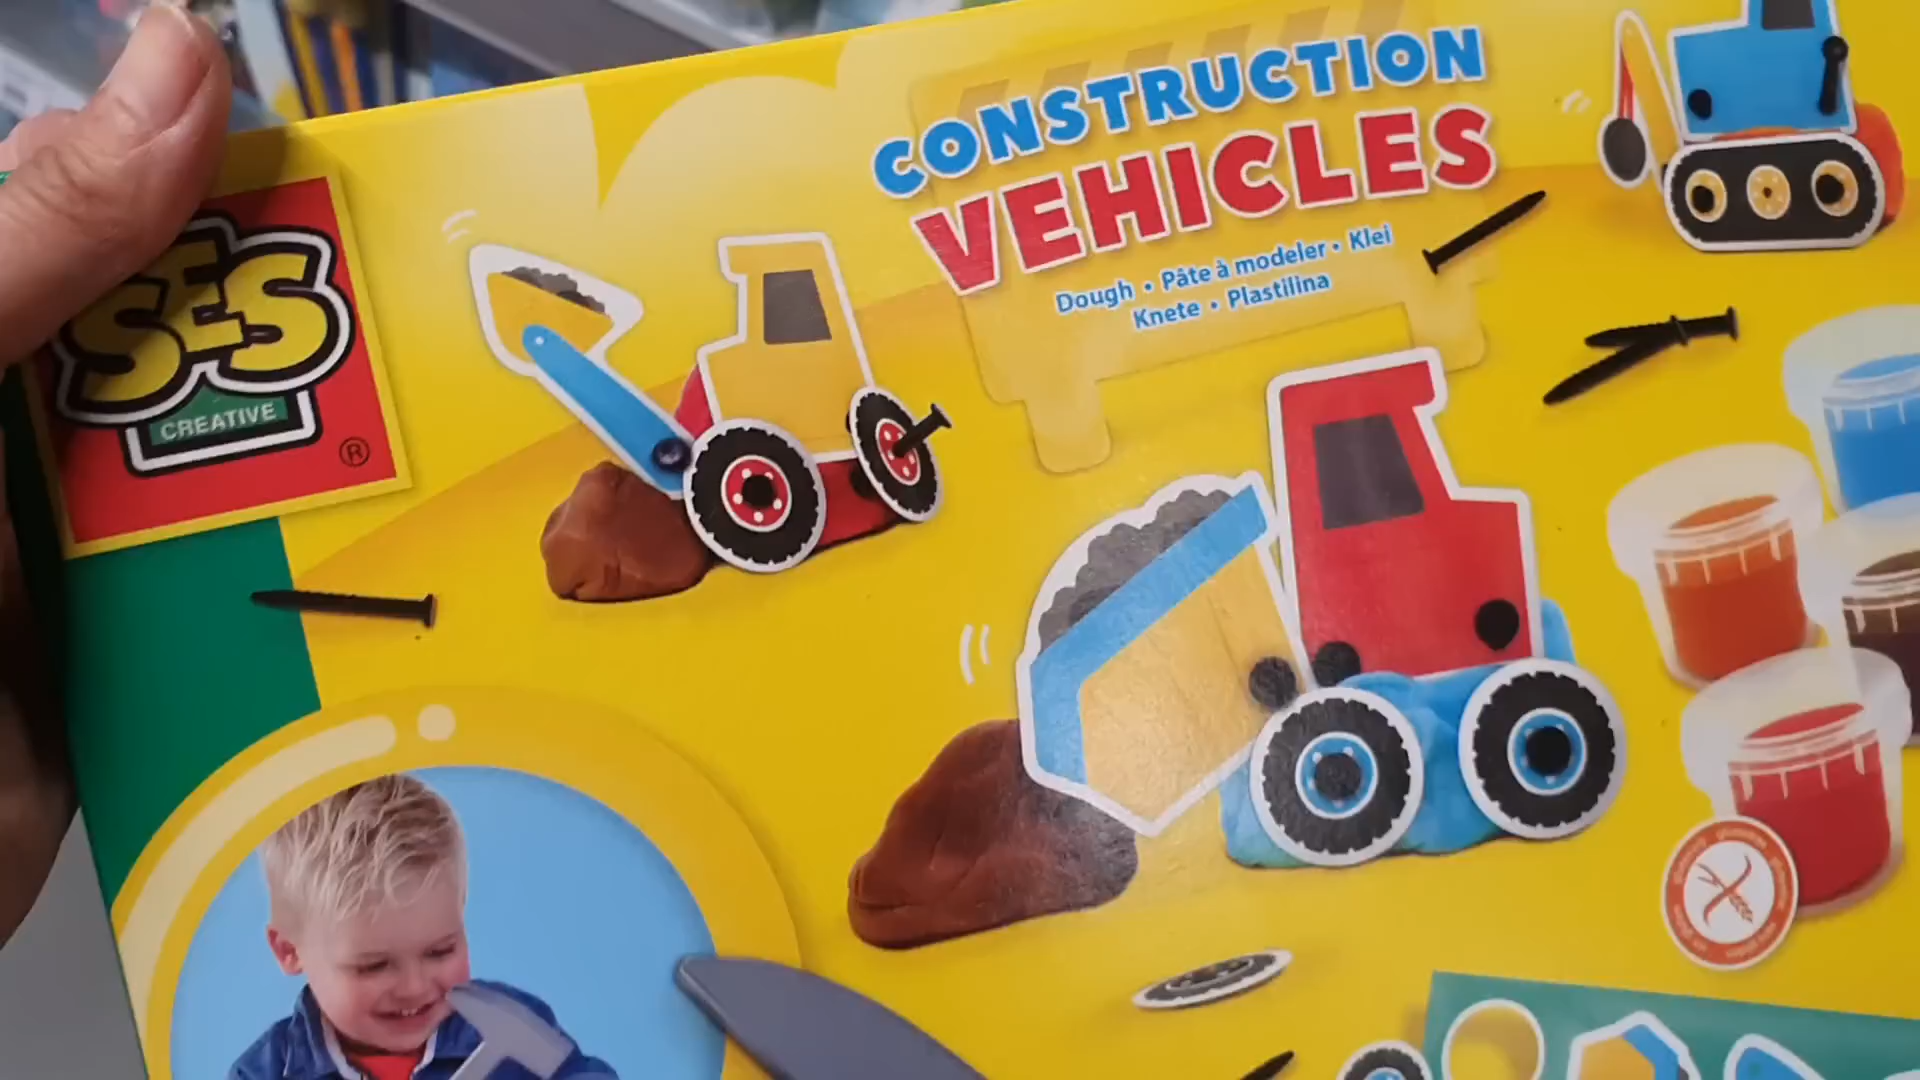 SES
CREATIVE
®
CONSTRUCTION
VEHICLES
Dough • Pâte à modeler • Klei
Knete • Plastilina